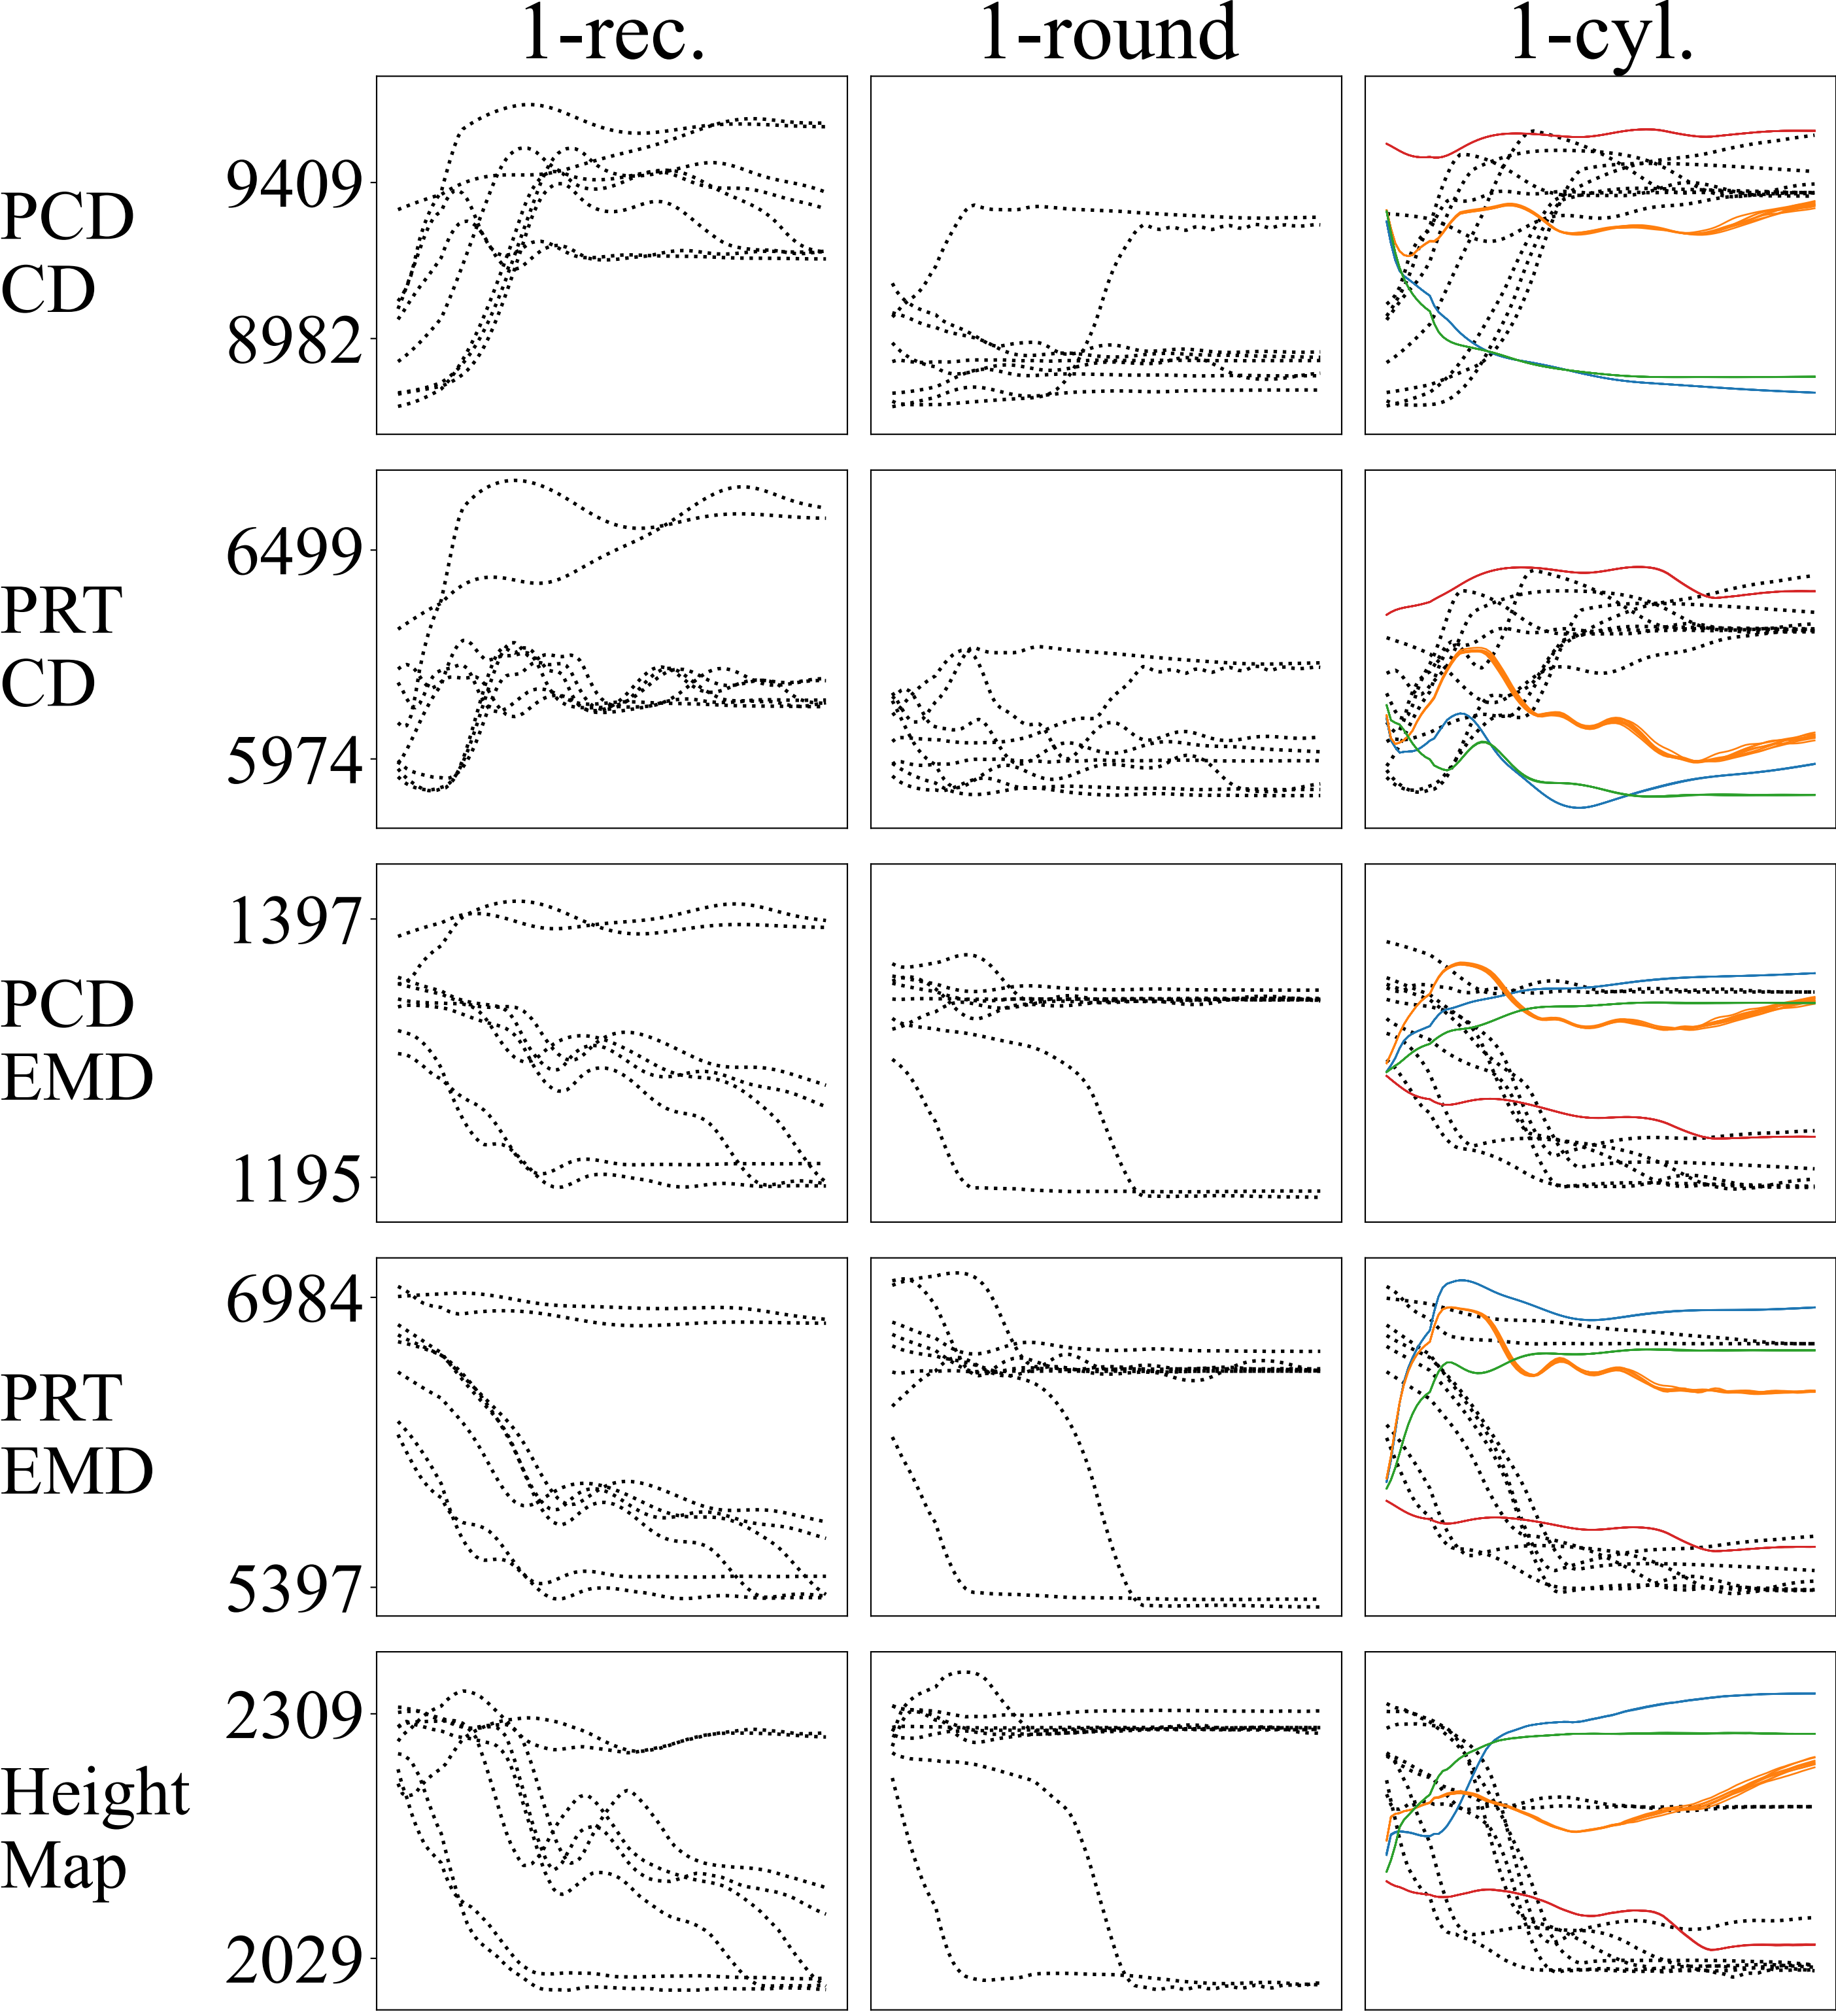 1-rec. 1-round 1-cyl.
9409
PCD
CD
8982
6499
PRT
CD
5974
1397
PCD
EMD
1195
6984
PRT
EMD
5397
2309
Height
Map
2029